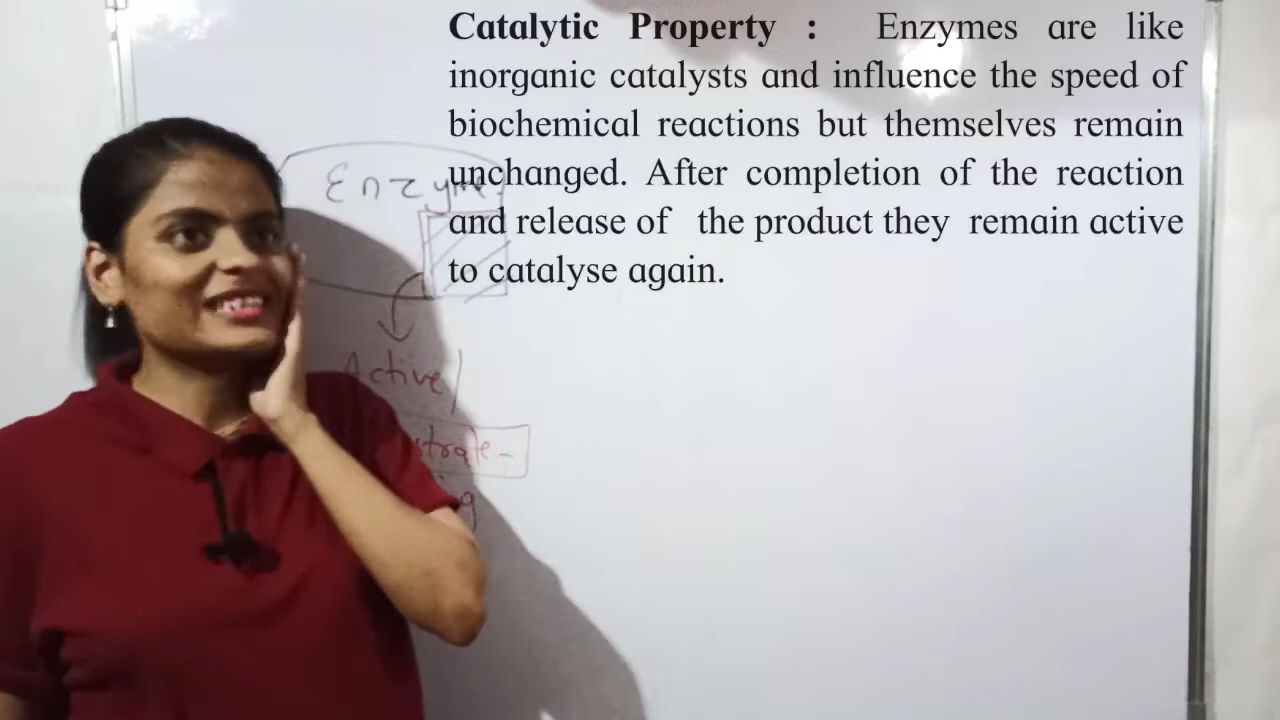 Catalytic Property : Enzymes are like
inorganic catalysts and influence the speed of
biochemical reactions but themselves remain
unchanged. After completion of the reaction
and release of the product they remain active
to catalyse again.
Enzyme
Active/